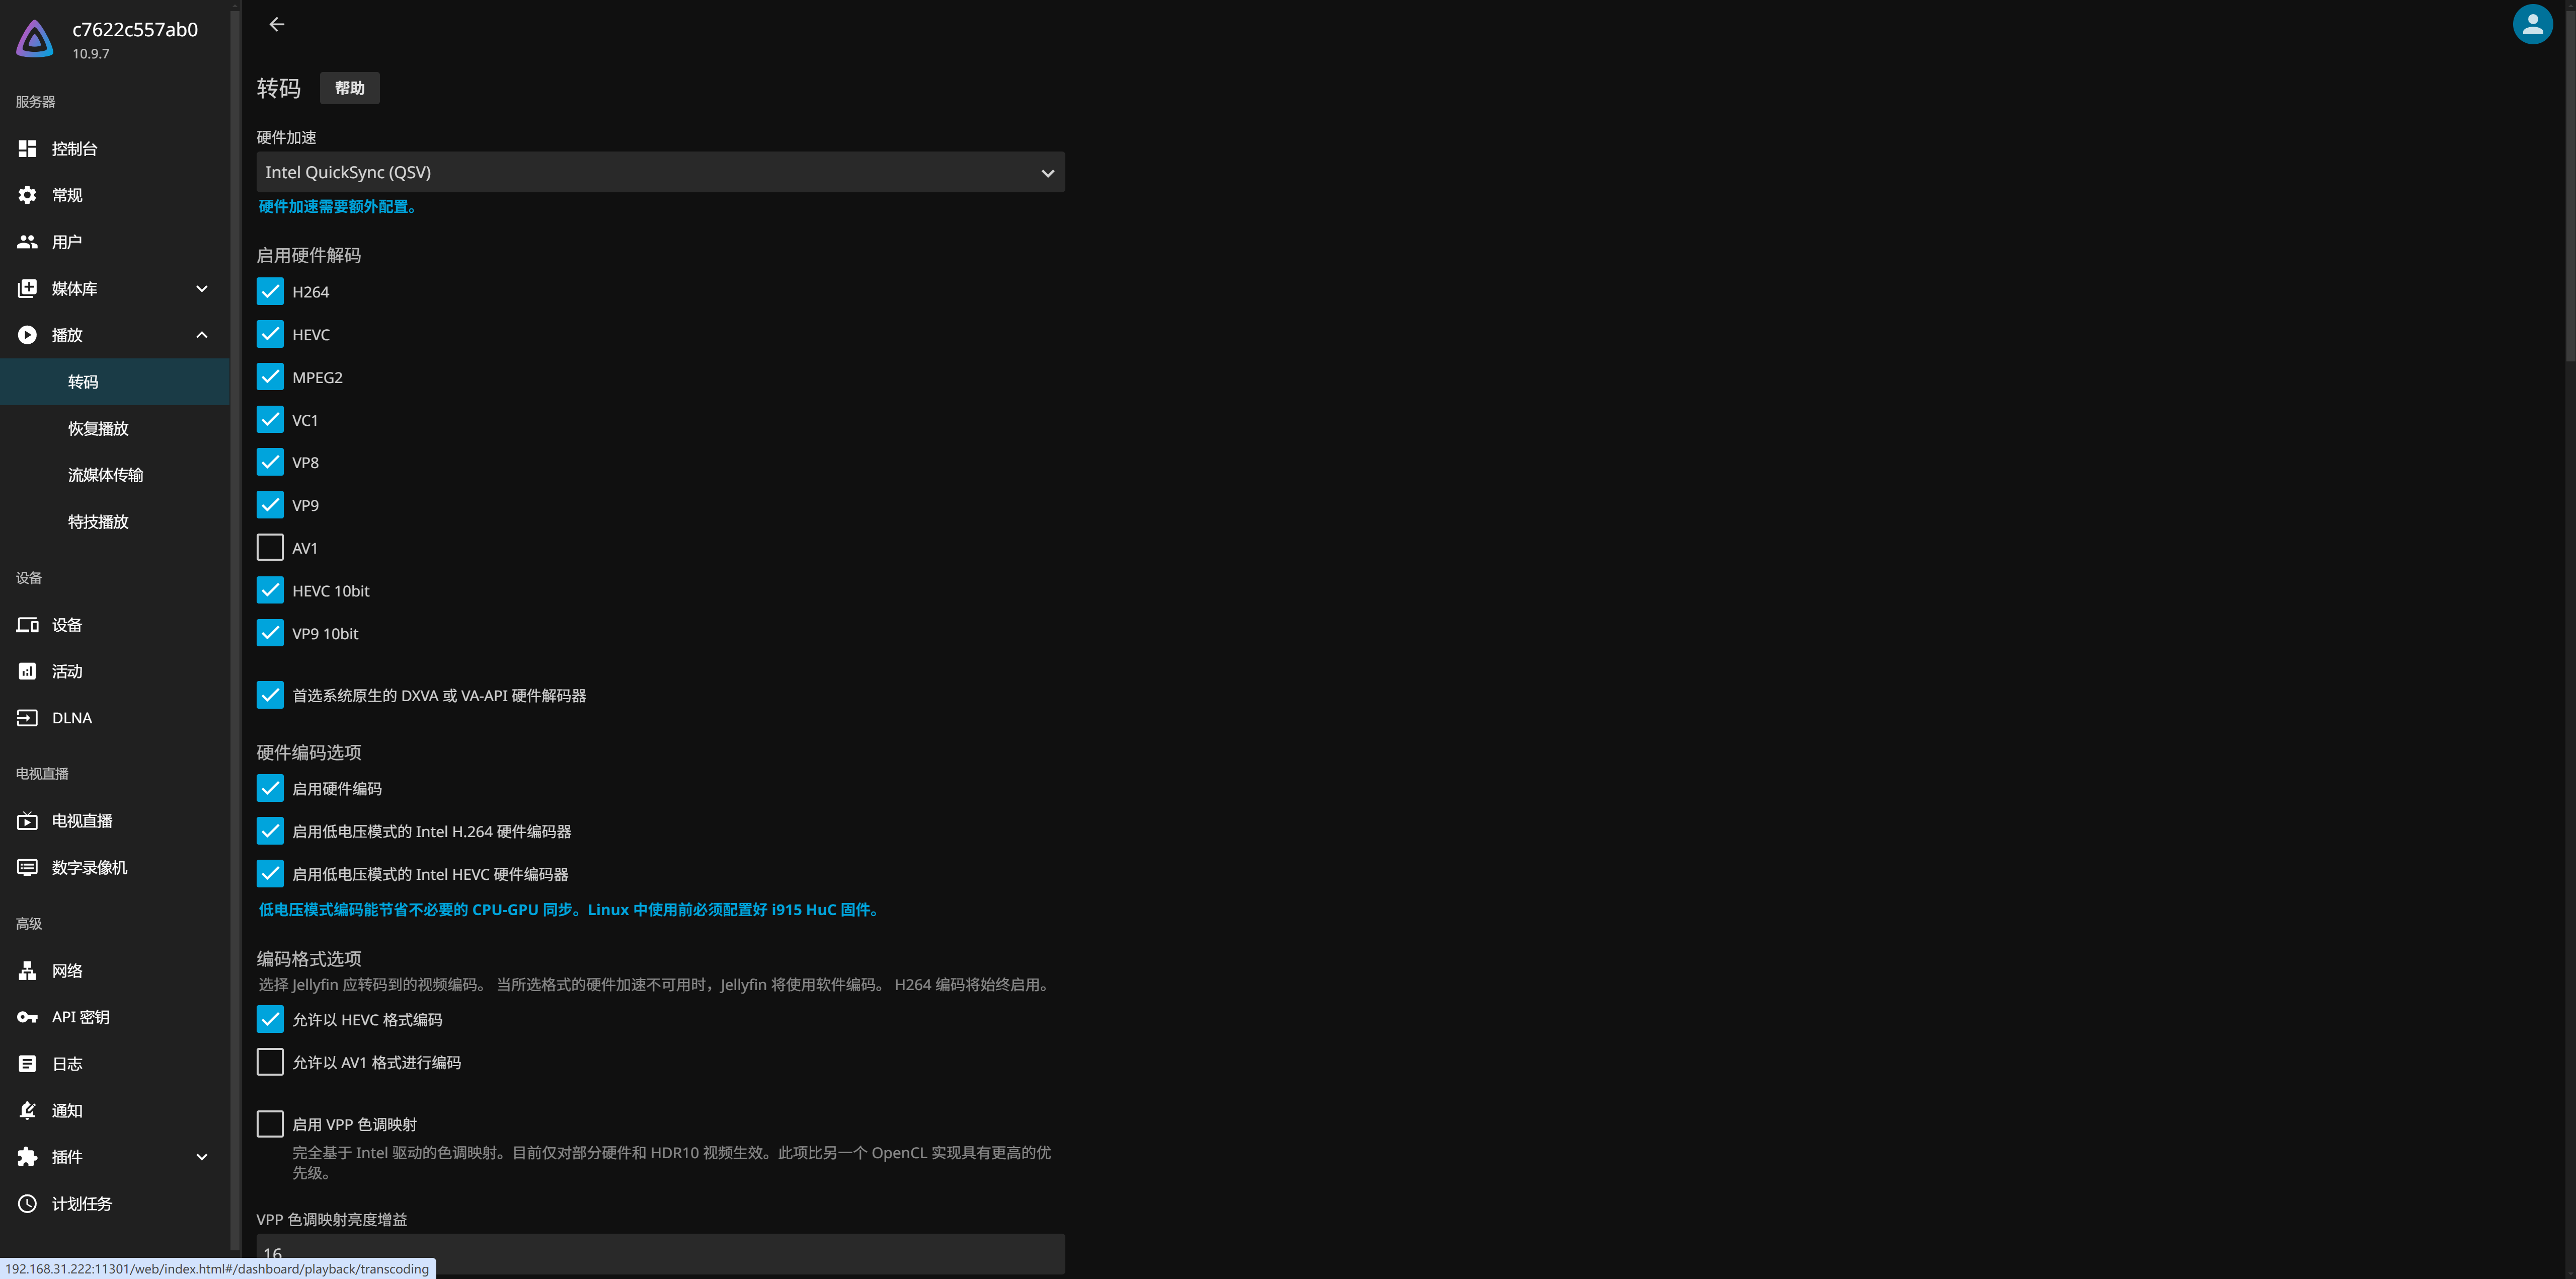 c7622c557ab0
10.9.7
服务器
控制台
常规
用户
媒体库
播放
转码
恢复播放
流媒体传输
特技播放
设备
设备
活动
DLNA
电视直播
电视直播
数字录像机
高级
网络
API 密钥
日志
通知
插件
计划任务
转码
帮助
硬件加速
Intel QuickSync (QSV)
硬件加速需要额外配置。
启用硬件解码
H264
HEVC
MPEG2
VC1
VP8
VP9
AV1
HEVC 10bit
VP9 10bit
首选系统原生的 DXVA 或 VA-API 硬件解码器
硬件编码选项
启用硬件编码
启用低电压模式的 Intel H.264 硬件编码器
启用低电压模式的 Intel HEVC 硬件编码器
低电压模式编码能节省不必要的 CPU-GPU 同步。Linux 中使用前必须配置好 i915 HuC 固件。
编码格式选项
选择 Jellyfin 应转码到的视频编码。 当所选格式的硬件加速不可用时，Jellyfin 将使用软件编码。 H264 编码将始终启用。
允许以 HEVC 格式编码
允许以 AV1 格式进行编码
启用 VPP 色调映射
完全基于 Intel 驱动的色调映射。目前仅对部分硬件和 HDR10 视频生效。此项比另一个 OpenCL 实现具有更高的优
先级。
VPP 色调映射亮度增益
16
192.168.31.222:11301/web/index.html#/dashboard/playback/transcoding